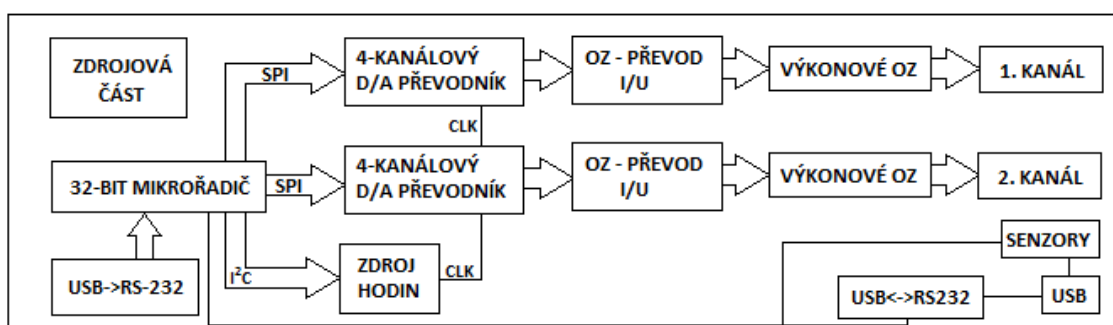 ZDROJOVÁ
ČÁST
SPI
4-KANÁLOVÝ
D/A PŘEVODNÍK
OZ - PŘEVOD
I/U
VÝKONOVÉ OZ
1. KANÁL
CLK
32-BIT MIKROŘADIČ
SPI
4-KANÁLOVÝ
D/A PŘEVODNÍK
OZ - PŘEVOD
I/U
VÝKONOVÉ OZ
2. KANÁL
USB->RS-232
I²C
ZDROJ
HODIN
CLK
SENZORY
USB<->RS232
USB